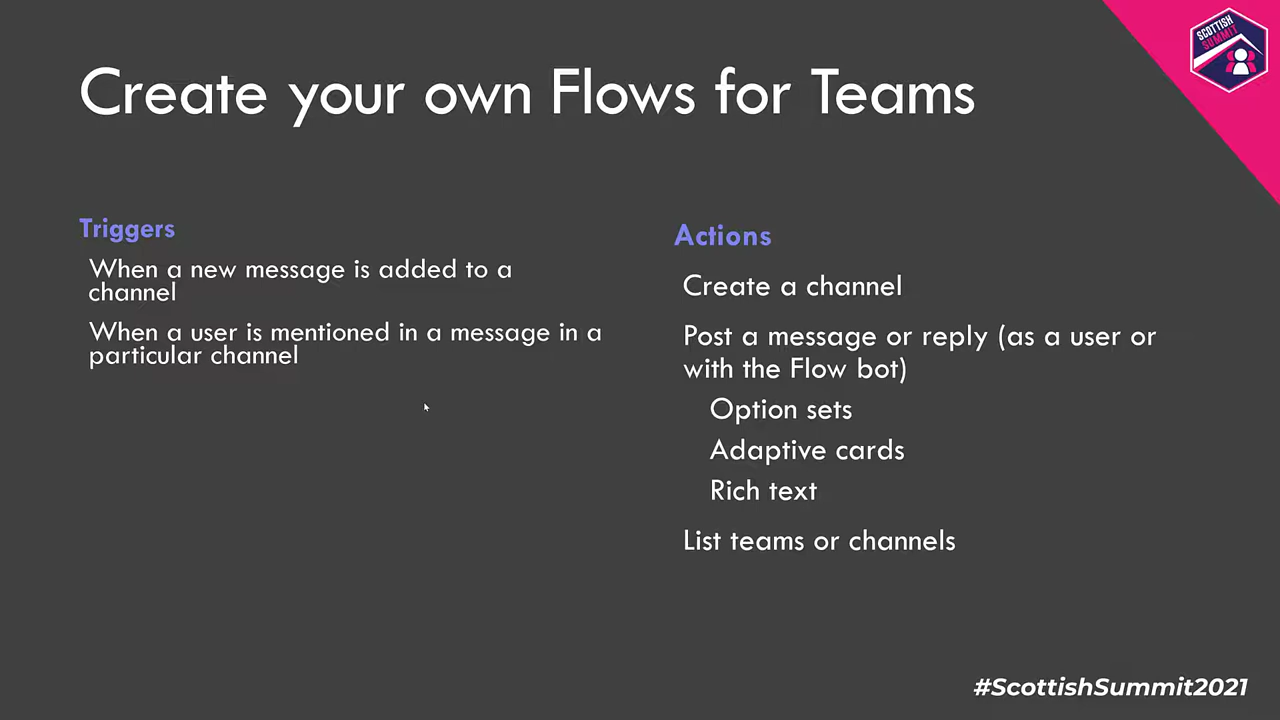 SCOTTISH
SUMMIT
Create your own Flows for Teams
Triggers
When a new message is added to a
channel
When a user is mentioned in a message in a
particular channel
Actions
Create a channel
Post a message or reply (as a user or
with the Flow bot)
Option sets
Adaptive cards
Rich text
List teams or channels
#ScottishSummit2021